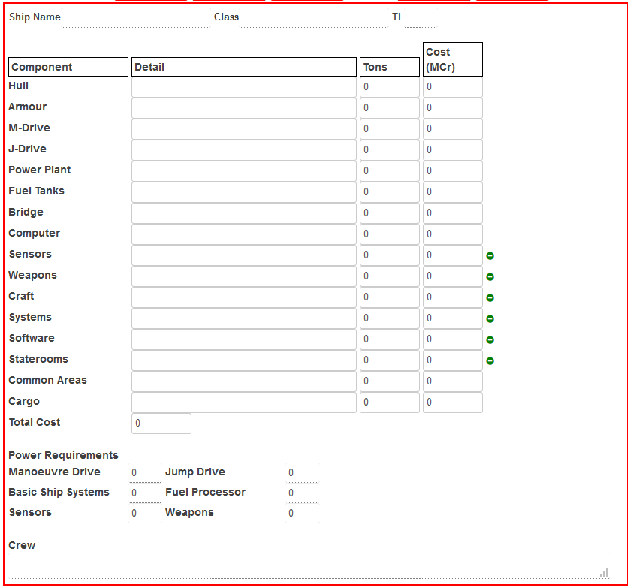 Ship Name Class Tl
Cost
Component Detail Tons (MCr)
Hull 0 0
Armour 0 0
M-Drive 0 0
J-Drive 0 0
Power Plant 0 0
Fuel Tanks 0 0
Bridge 0 0
Computer 0 0
Sensors 0 0
Weapons 0 0
Craft 0 0
Systems 0 0
Software 0 0
Staterooms 0 0
Common Areas 0 0
Cargo 0 0
Total Cost 0
Power Requirements
Manoeuvre Drive 0 Jump Drive 0
Basic Ship Systems 0 Fuel Processor 0
Sensors 0 Weapons 0
Crew